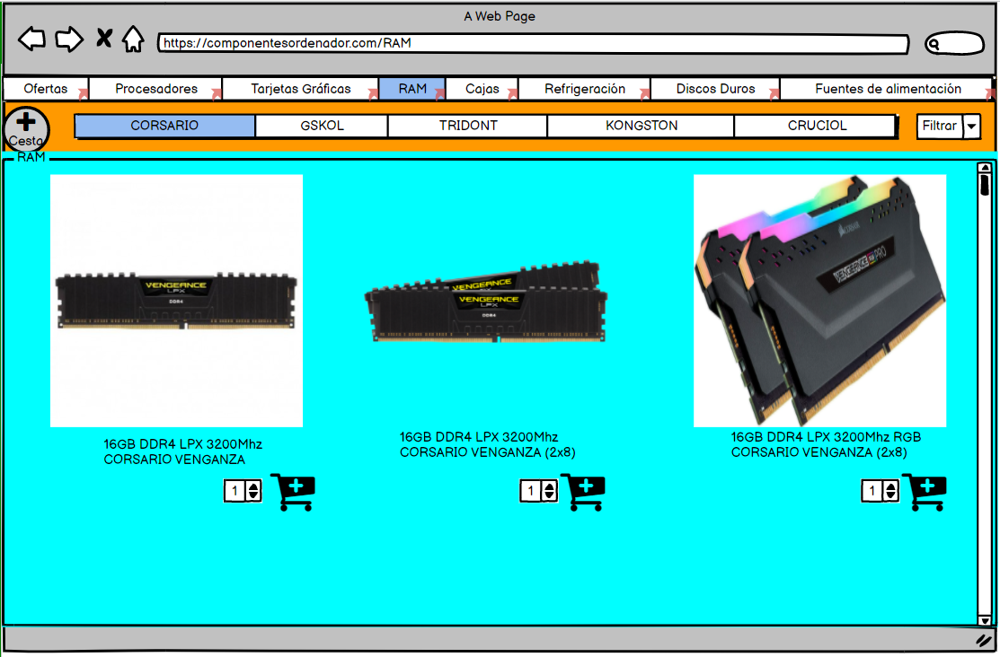 A Web Page
https://componentesordenador.com/RAM
Ofertas Procesadores Tarjetas Gráficas RAM Cajas Refrigeración Discos Duros Fuentes de alimentación
Cesta
CORSARIO GSKOL TRIDONT KONGSTON CRUCIOL
Filtrar
RAM
VENGEANCE
LPX
DDR4
VENGEANCE
VENGEANCE
LPX
DDR4
CORSAIR
VENGEANCE RGB PRO
16GB DDR4 LPX 3200Mhz
CORSARIO VENGANZA
1
16GB DDR4 LPX 3200Mhz
CORSARIO VENGANZA (2x8)
1
16GB DDR4 LPX 3200Mhz RGB
CORSARIO VENGANZA (2x8)
1